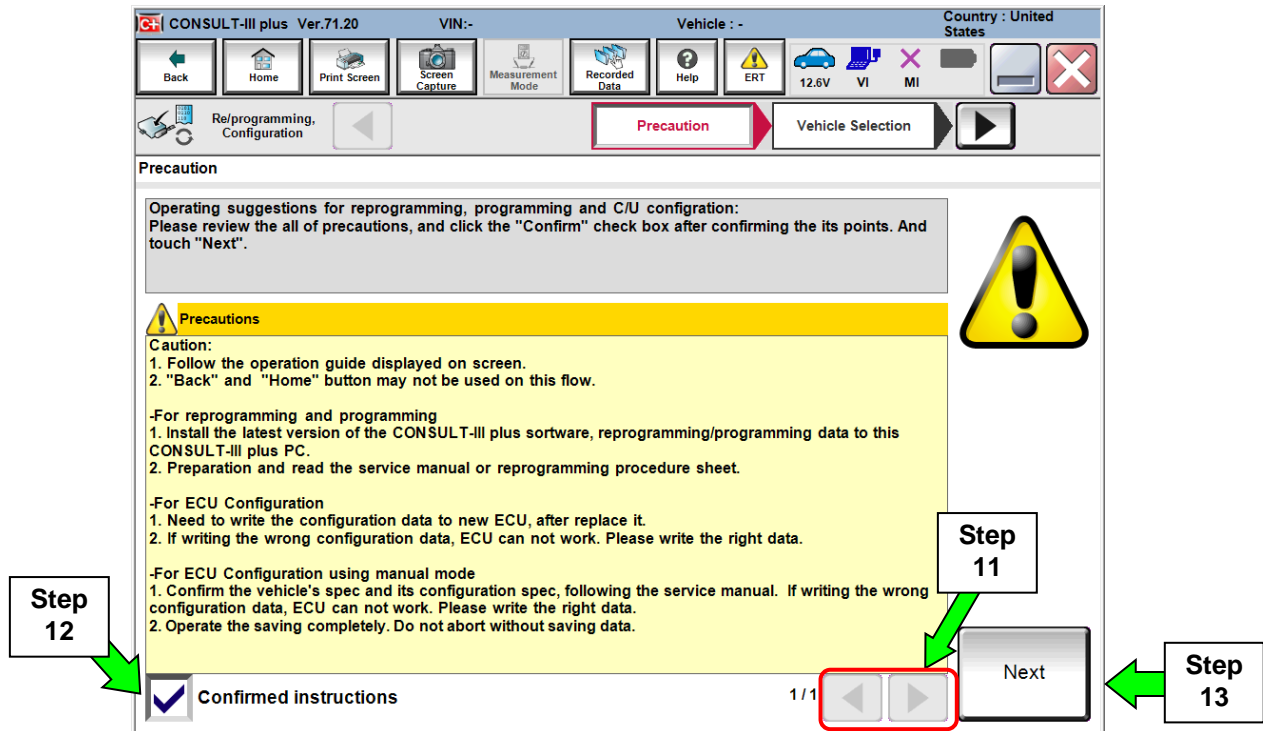 CONSULT-III plus Ver.71.20 VIN:- Vehicle : - Country : United States
Back
Home
Print Screen
Screen Capture
Measurement Mode
Recorded Data
Help
ERT
12.6V
VI
MI
Re/programming, Configuration
Precaution
Vehicle Selection
Precaution
Operating suggestions for reprogramming, programming and C/U configration:
Please review the all of precautions, and click the "Confirm" check box after confirming the its points. And
touch "Next".
Precautions
Caution:
1. Follow the operation guide displayed on screen.
2. "Back" and "Home" button may not be used on this flow.
-For reprogramming and programming
1. Install the latest version of the CONSULT-III plus sortware, reprogramming/programming data to this
CONSULT-III plus PC.
2. Preparation and read the service manual or reprogramming procedure sheet.
-For ECU Configuration
1. Need to write the configuration data to new ECU, after replace it.
2. If writing the wrong configuration data, ECU can not work. Please write the right data.
-For ECU Configuration using manual mode
1. Confirm the vehicle's spec and its configuration spec, following the service manual. If writing the wrong
configuration data, ECU can not work. Please write the right data.
2. Operate the saving completely. Do not abort without saving data.
Step
11
Step
12
Confirmed instructions
1/1
Next
Step
13